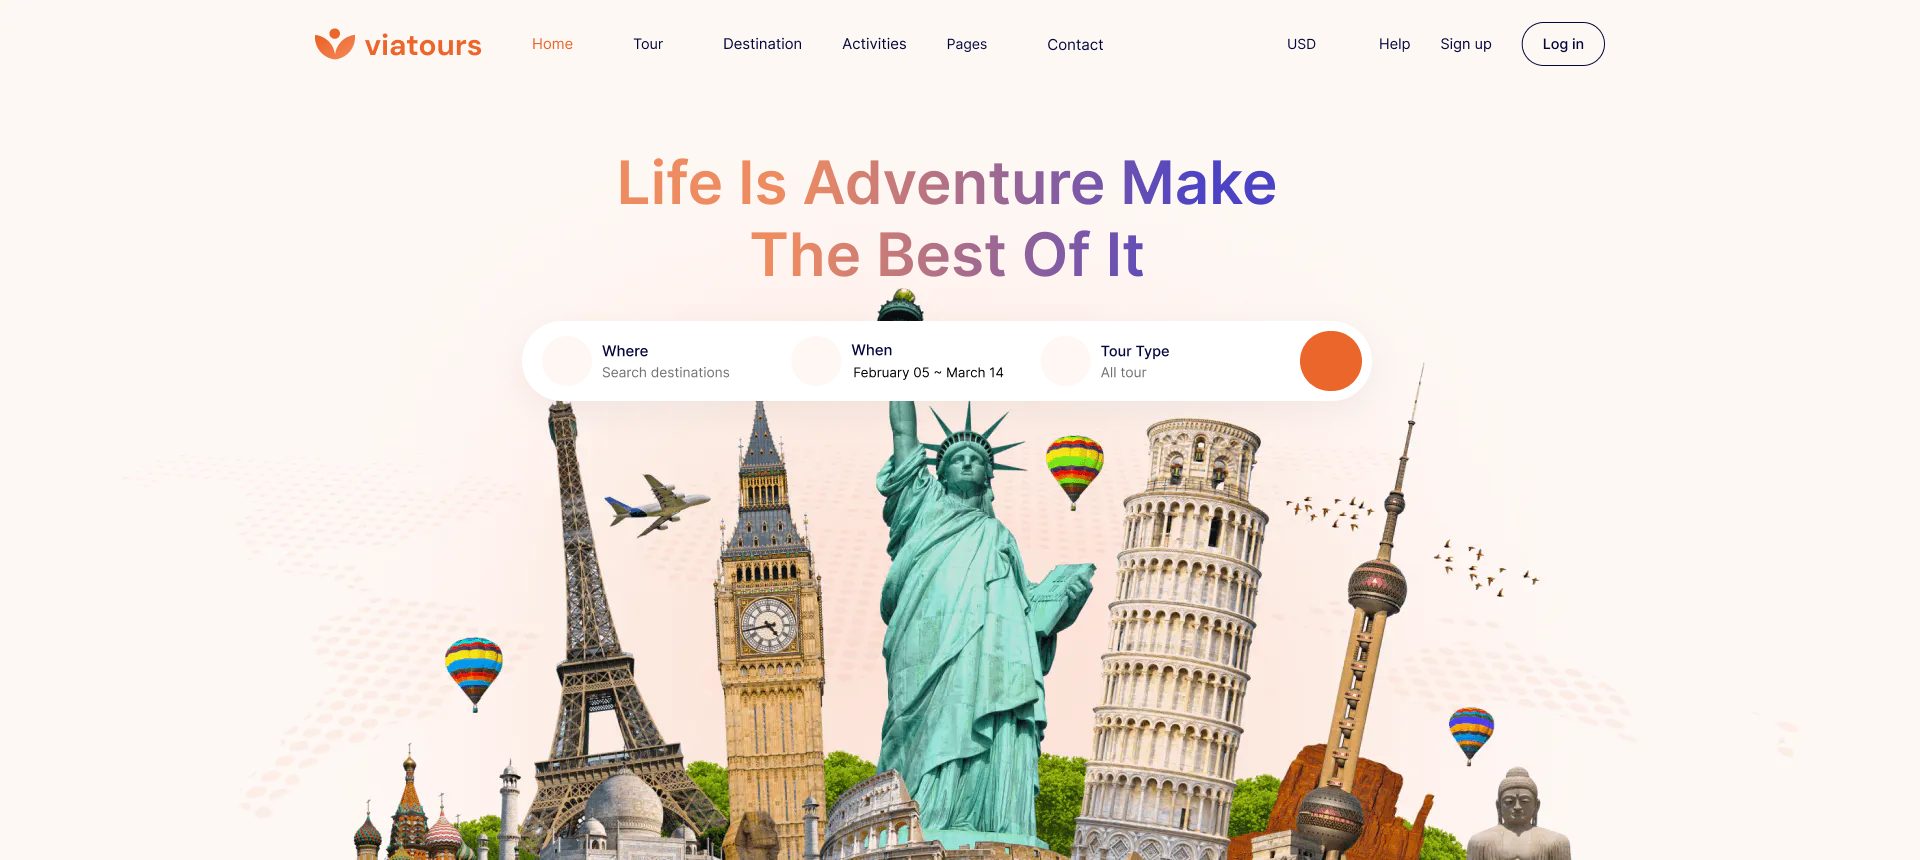 viatours Home Tour Destination Activities Pages Contact USD Help Sign up Log in
Life Is Adventure Make
The Best Of It
Where
Search destinations
When
February 05 ~ March 14
Tour Type
All tour